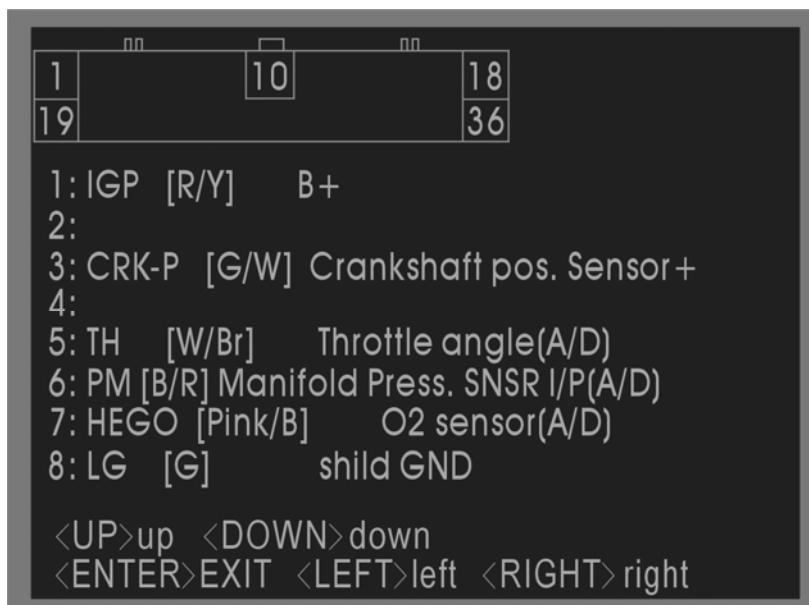 1 10 18
19 36
1: IGP [R/Y] B+
2:
3: CRK-P [G/W] Crankshaft pos. Sensor+
4:
5: TH [W/Br] Throttle angle(A/D)
6: PM [B/R] Manifold Press. SNSR I/P(A/D)
7: HEGO [Pink/B] O2 sensor(A/D)
8: LG [G] shild GND
<UP>up <DOWN>down
<ENTER>EXIT <LEFT>left <RIGHT>right